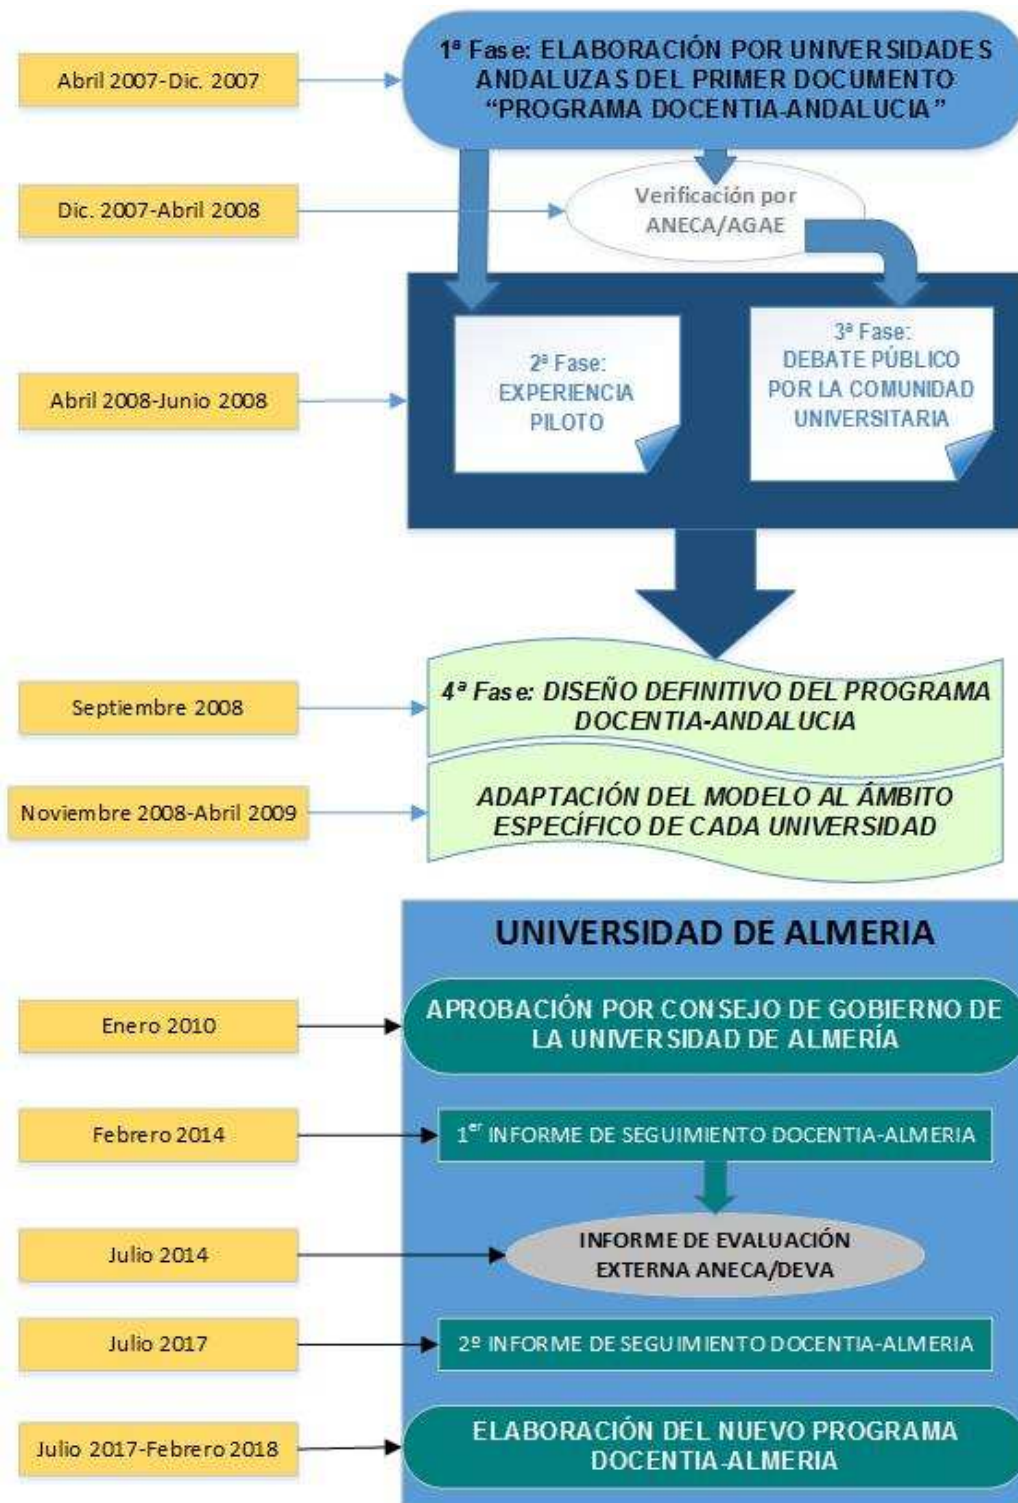 Abril 2007-Dic. 2007
1ª Fase: ELABORACIÓN POR UNIVERSIDADES
ANDALUZAS DEL PRIMER DOCUMENTO
“PROGRAMA DOCENTIA-ANDALUCIA”
Dic. 2007-Abril 2008
Verificación por
ANECA/AGAE
Abril 2008-Junio 2008
2ª Fase:
EXPERIENCIA
PILOTO
3ª Fase:
DEBATE PÚBLICO
POR LA COMUNIDAD
UNIVERSITARIA
Septiembre 2008
4ª Fase: DISEÑO DEFINITIVO DEL PROGRAMA
DOCENTIA-ANDALUCIA
Noviembre 2008-Abril 2009
ADAPTACIÓN DEL MODELO AL ÁMBITO
ESPECÍFICO DE CADA UNIVERSIDAD
UNIVERSIDAD DE ALMERIA
Enero 2010
APROBACIÓN POR CONSEJO DE GOBIERNO DE
LA UNIVERSIDAD DE ALMERÍA
Febrero 2014
1er INFORME DE SEGUIMIENTO DOCENTIA-ALMERIA
Julio 2014
INFORME DE EVALUACIÓN
EXTERNA ANECA/DEVA
Julio 2017
2º INFORME DE SEGUIMIENTO DOCENTIA-ALMERIA
Julio 2017-Febrero 2018
ELABORACIÓN DEL NUEVO PROGRAMA
DOCENTIA-ALMERIA